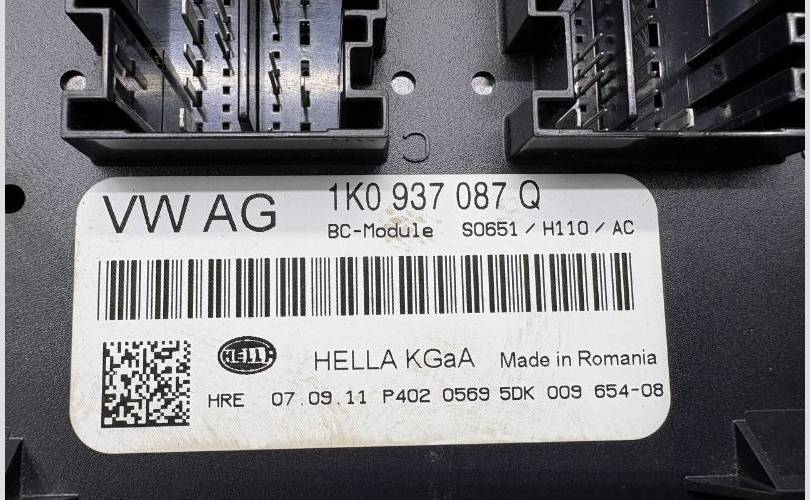 C
VW AG 1K0 937 087 Q
BC-Module S0651 / H110 / AC
HELLA HELLA KGaA Made in Romania
HRE 07.09.11 P402 0569 5DK 009 654-08